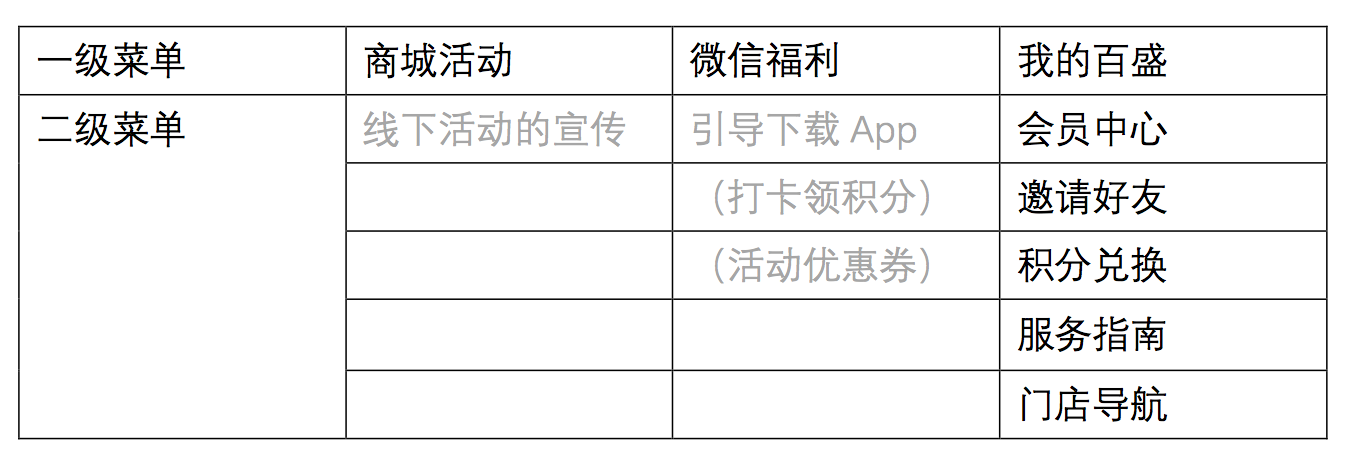 一级菜单 商城活动 微信福利 我的百盛
二级菜单 线下活动的宣传 引导下载 App 会员中心
（打卡领积分） 邀请好友
（活动优惠券） 积分兑换
服务指南
门店导航